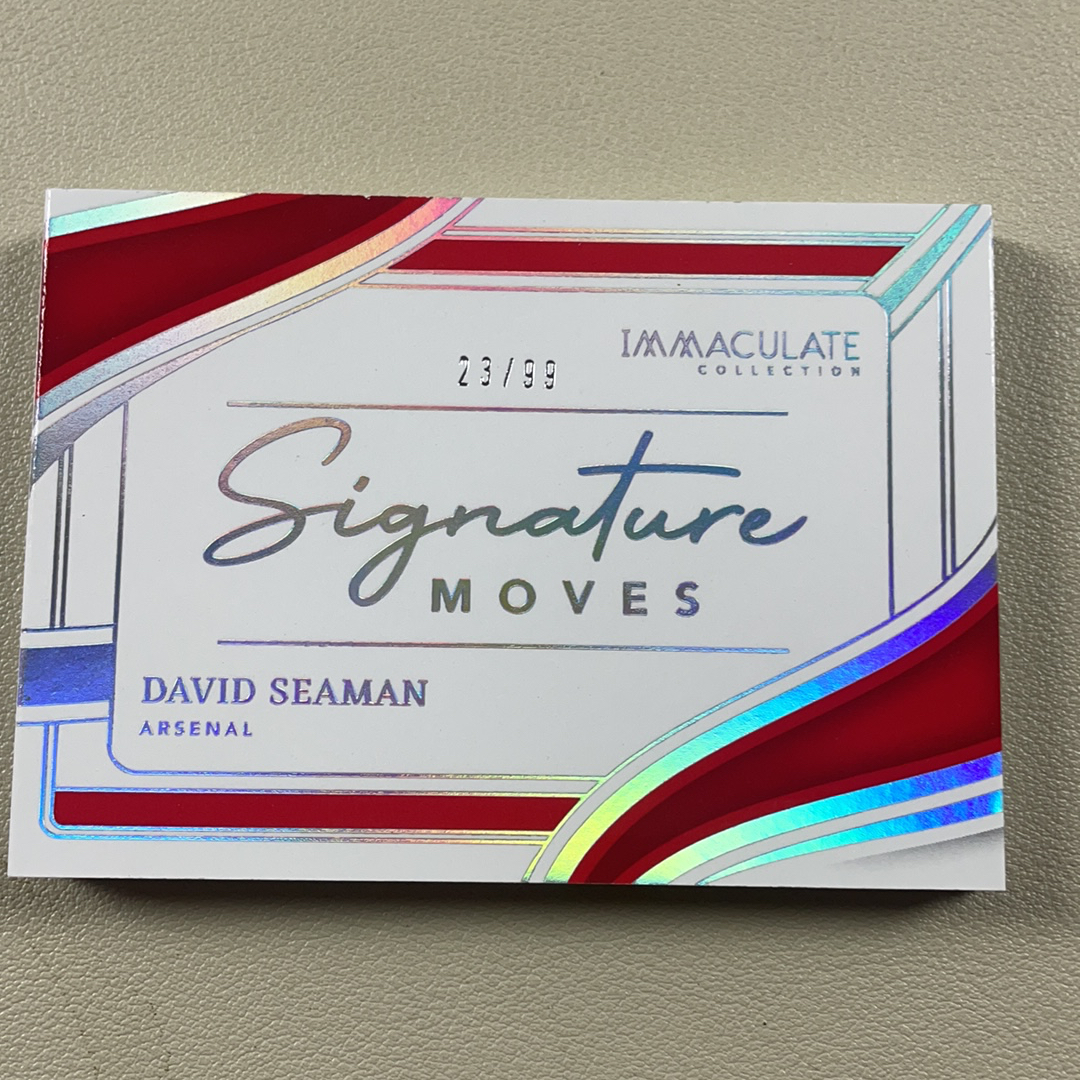 IMMACULATE
COLLECTION
23/99
Signature
MOVES
DAVID SEAMAN
ARSENAL